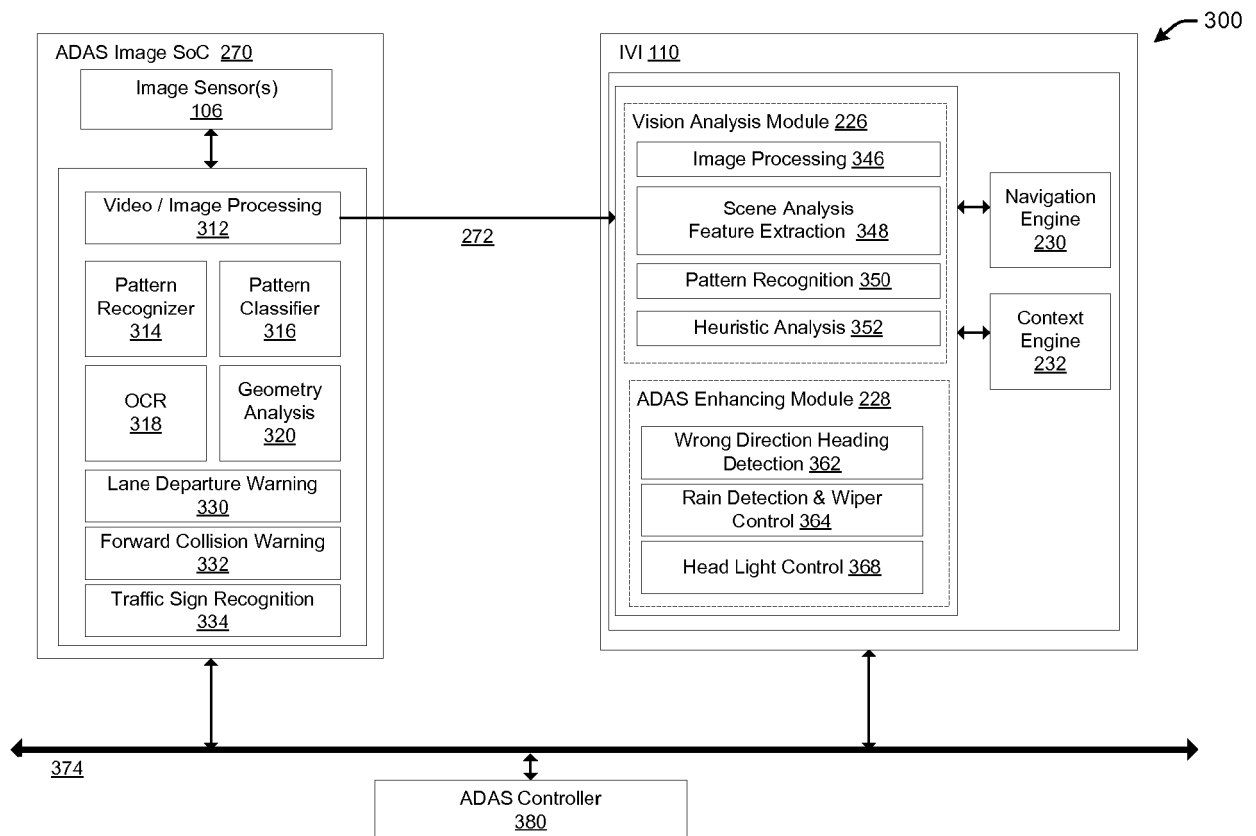 300
ADAS Image SoC 270
Image Sensor(s)
106
Video / Image Processing
312
Pattern
Recognizer
314
Pattern
Classifier
316
OCR
318
Geometry
Analysis
320
Lane Departure Warning
330
Forward Collision Warning
332
Traffic Sign Recognition
334
272
IVI 110
Vision Analysis Module 226
Image Processing 346
Scene Analysis
Feature Extraction 348
Pattern Recognition 350
Heuristic Analysis 352
ADAS Enhancing Module 228
Wrong Direction Heading
Detection 362
Rain Detection & Wiper
Control 364
Head Light Control 368
Navigation
Engine
230
Context
Engine
232
374
ADAS Controller
380